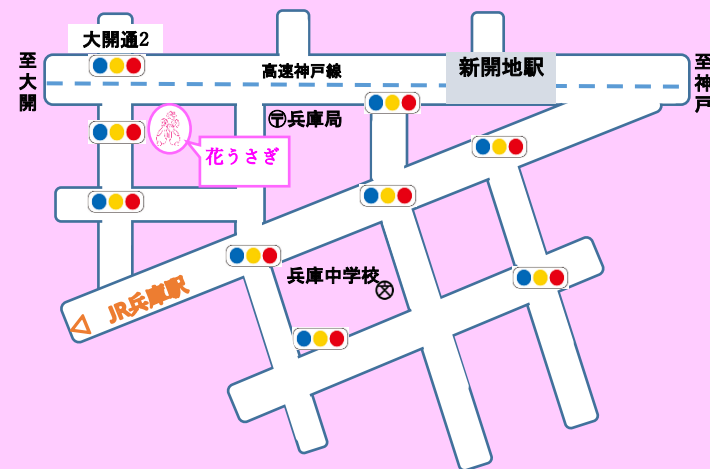 大開通2
至大開
高速神戸線
新開地駅
至神戸
〒兵庫局
花うさぎ
兵庫中学校
文
JR兵庫駅